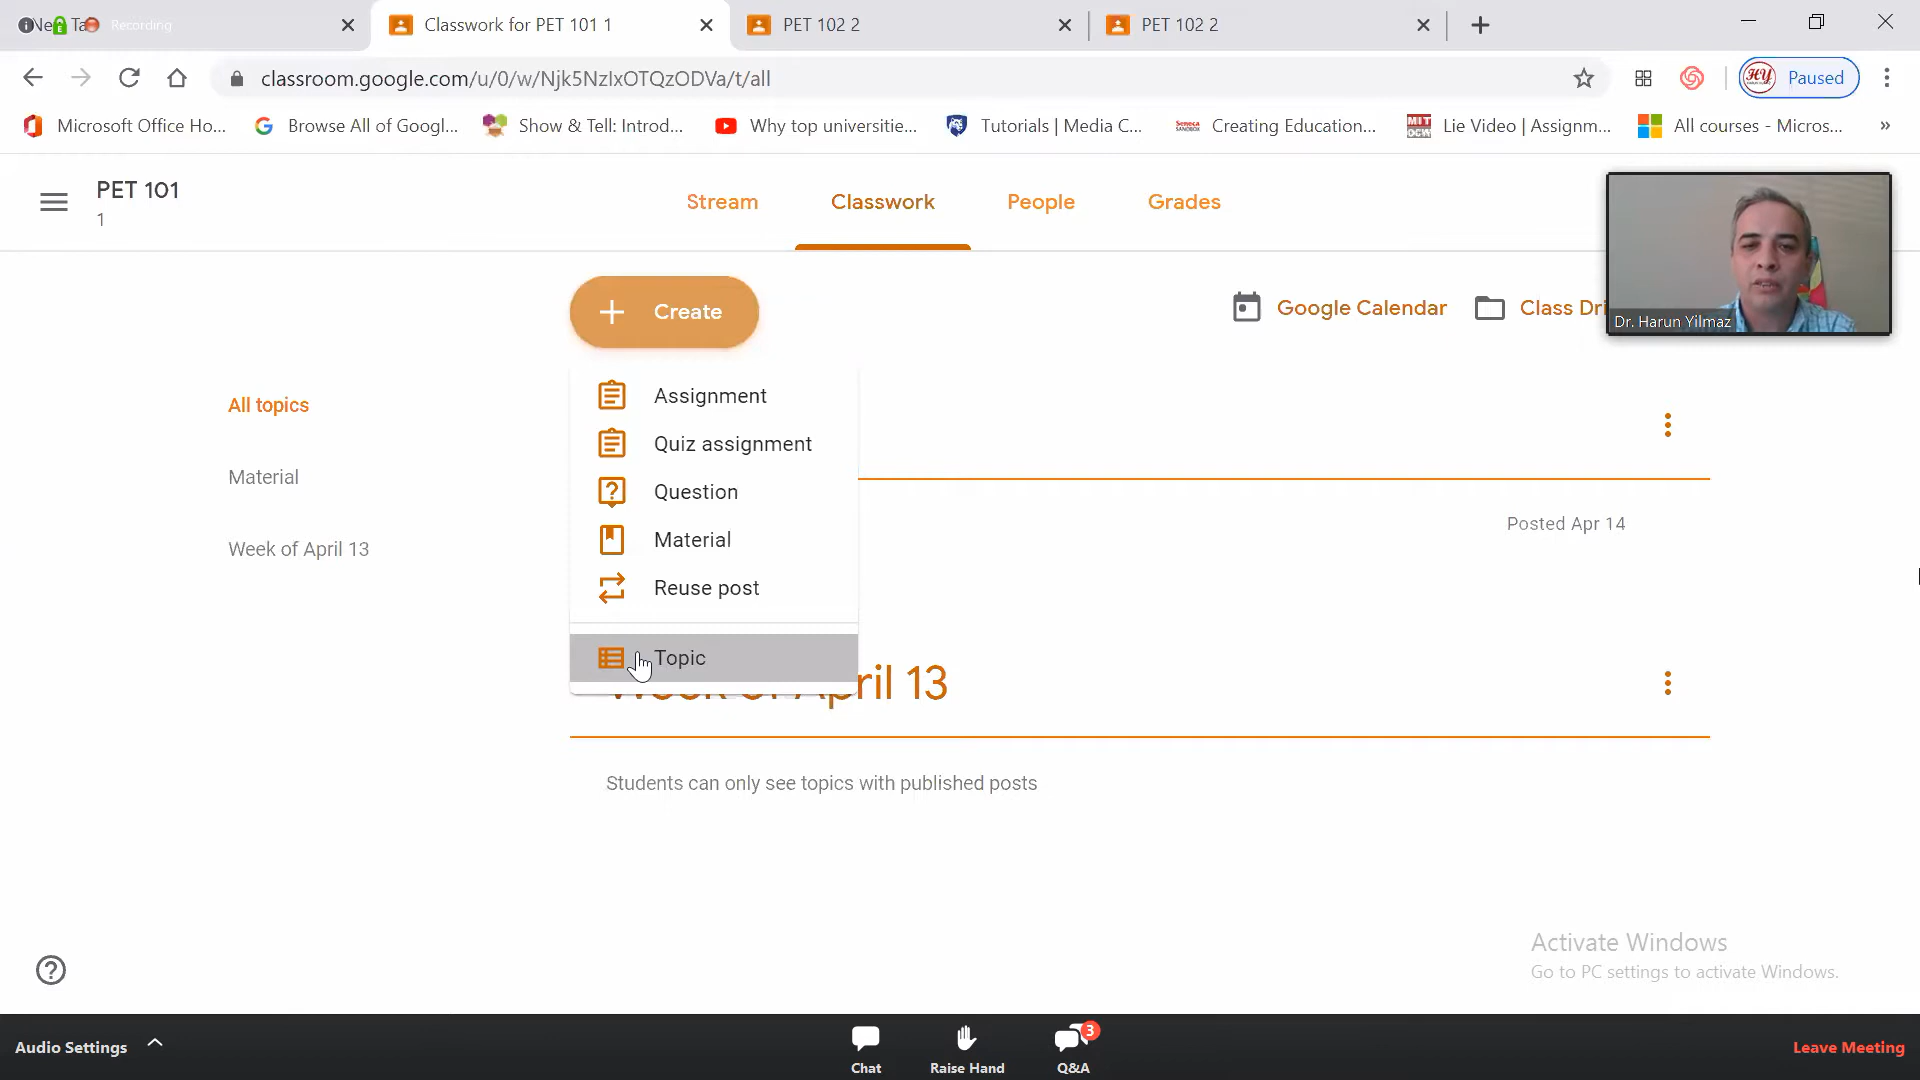 Recording
Classwork for PET 101 1
PET 102 2
PET 102 2
classroom.google.com/u/0/w/Njk5NzIxOTQzODVa/t/all
Paused
Microsoft Office Ho...
Browse All of Googl...
Show & Tell: Introd...
Why top universitie...
Tutorials | Media C...
Creating Education...
Lie Video | Assignm...
All courses - Micros...
PET 101
1
Stream
Classwork
People
Grades
Create
Google Calendar
Class Dri
Dr. Harun Yilmaz
All topics
Material
Week of April 13
Assignment
Quiz assignment
Question
Material
Reuse post
Topic
Posted Apr 14
Week of April 13
Students can only see topics with published posts
Activate Windows
Go to PC settings to activate Windows.
Audio Settings
Chat
Raise Hand
3
Q&A
Leave Meeting